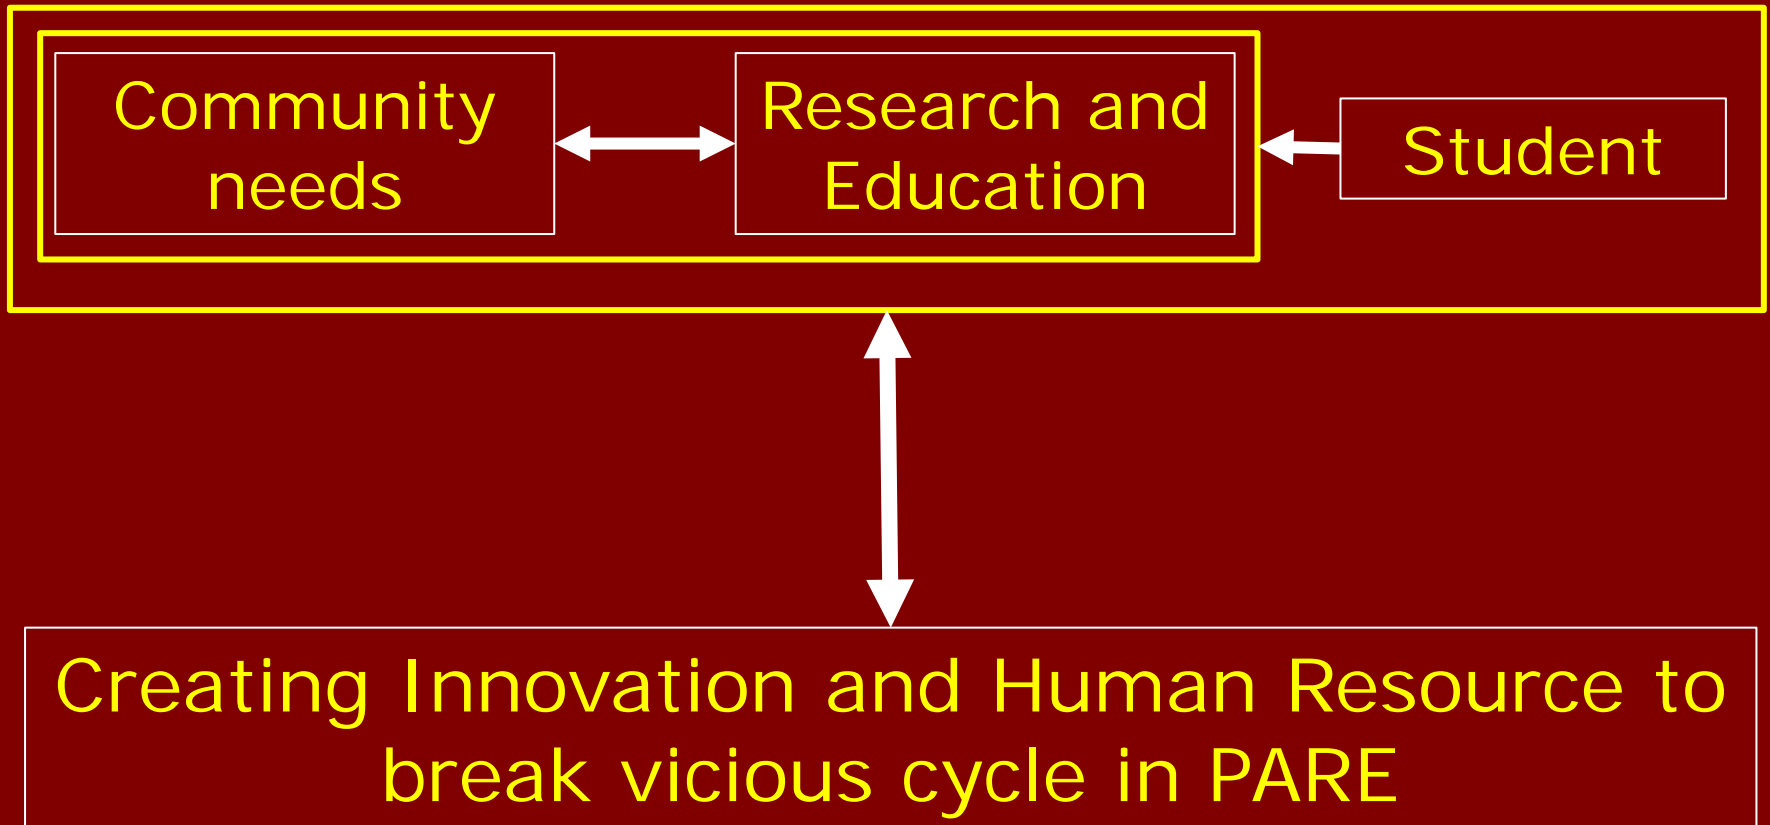 Community
needs
Research and
Education
Student
Creating Innovation and Human Resource to
break vicious cycle in PARE